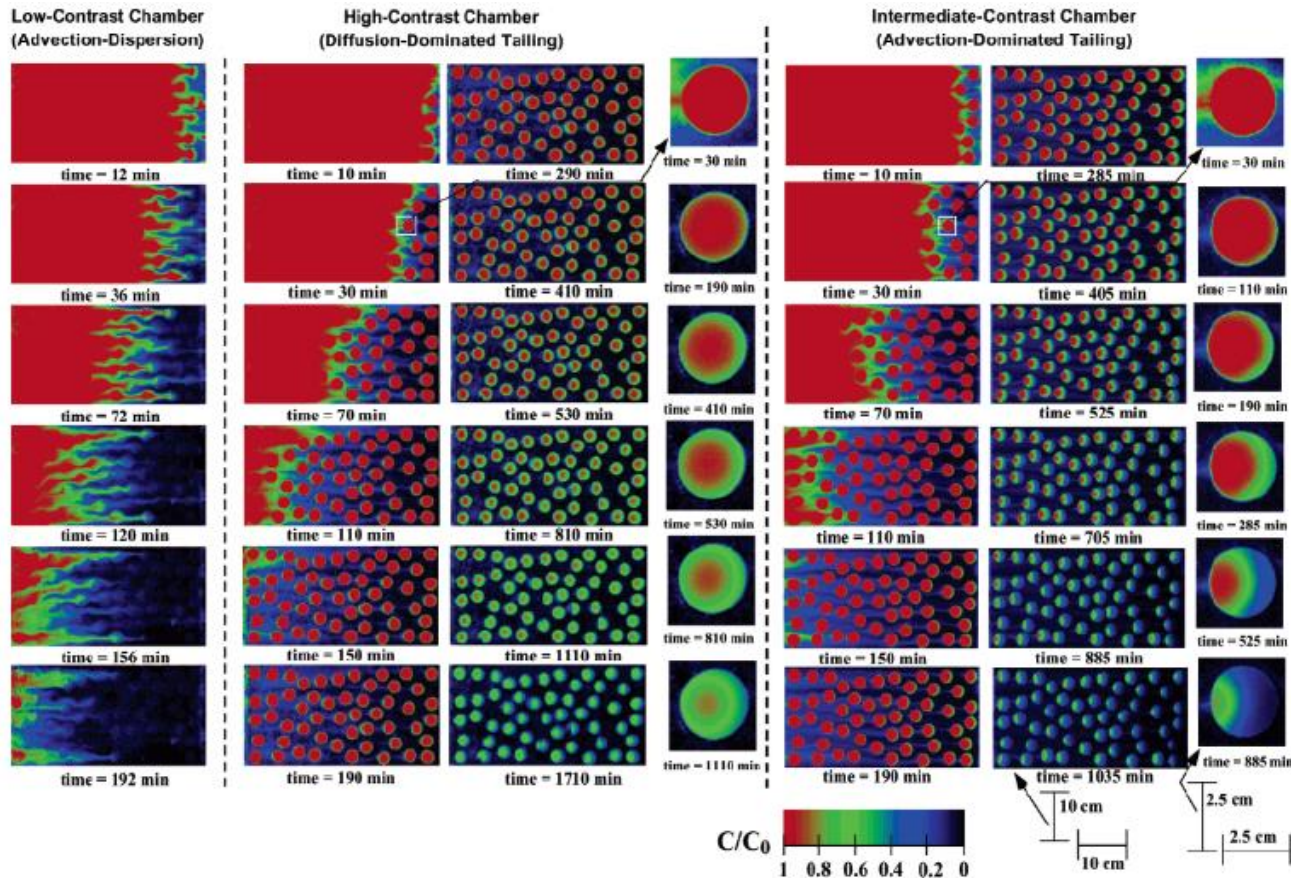 Low-Contrast Chamber
(Advection-Dispersion)
time = 12 min
time = 36 min
time = 72 min
time = 120 min
time = 156 min
time = 192 min
High-Contrast Chamber
(Diffusion-Dominated Tailing)
time = 10 min
time = 290 min
time = 30 min
time = 30 min
time = 410 min
time = 190 min
time = 70 min
time = 530 min
time = 410 min
time = 110 min
time = 810 min
time = 530 min
time = 150 min
time = 1110 min
time = 810 min
time = 190 min
time = 1710 min
time = 1110 min
Intermediate-Contrast Chamber
(Advection-Dominated Tailing)
time = 10 min
time = 285 min
time = 30 min
time = 30 min
time = 405 min
time = 110 min
time = 70 min
time = 525 min
time = 190 min
time = 110 min
time = 705 min
time = 285 min
time = 150 min
time = 885 min
time = 525 min
time = 190 min
time = 1035 min
time = 885 min
10 cm
10 cm
2.5 cm
2.5 cm
C/C₀
1 0.8 0.6 0.4 0.2 0